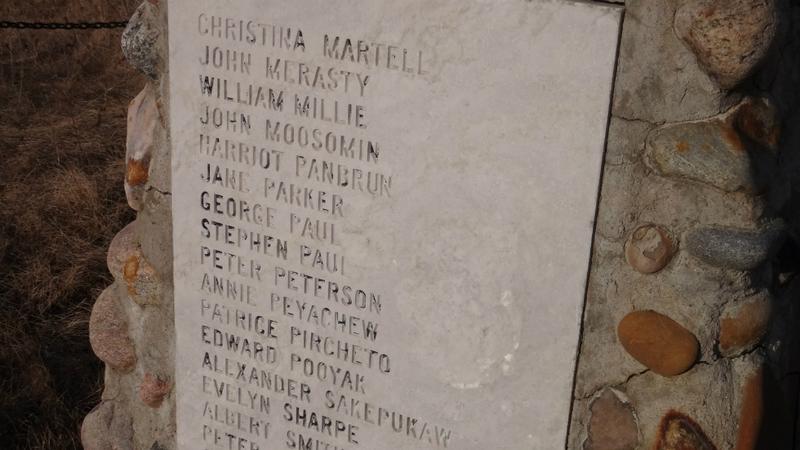 CHRISTINA MARTELL
JOHN MERASTY
WILLIAM MILLIE
JOHN MOOSOMIN
HARRIOT PANBRUN
JANE PARKER
GEORGE PAUL
STEPHEN PAUL
PETER PETERSON
ANNIE PEYACHEW
PATRICE PIRCHETO
EDWARD POOYAK
ALEXANDER SAKEPUKAW
EVELYN SHARPE
ALBERT SMITH
PETER